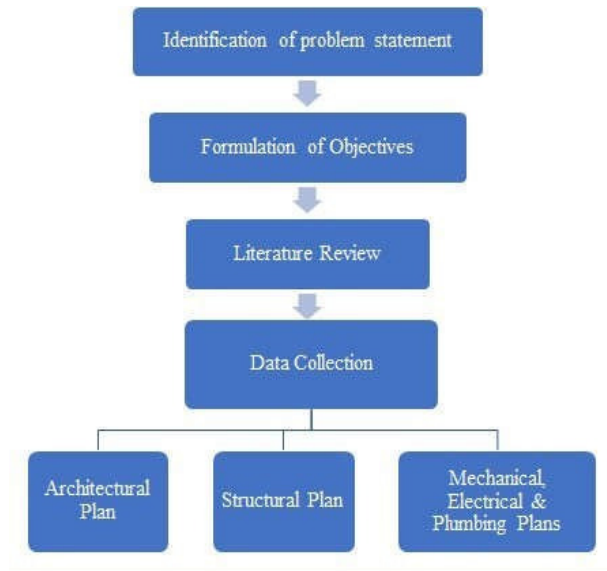 Identification of problem statement
Formulation of Objectives
Literature Review
Data Collection
Architectural
Plan
Structural Plan
Mechanical,
Electrical &
Plumbing Plans